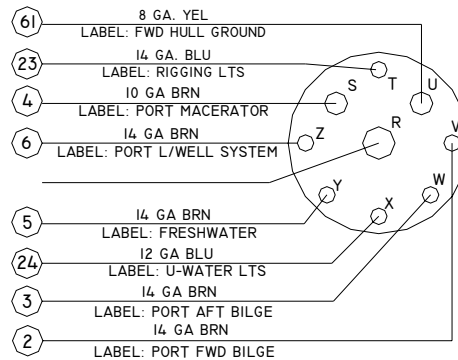 61 8 GA. YEL
LABEL: FWD HULL GROUND
23 14 GA. BLU
LABEL: RIGGING LTS
4 10 GA BRN
LABEL: PORT MACERATOR
6 14 GA BRN
LABEL: PORT L/WELL SYSTEM
5 14 GA BRN
LABEL: FRESHWATER
24 12 GA BLU
LABEL: U-WATER LTS
3 14 GA BRN
LABEL: PORT AFT BILGE
2 14 GA BRN
LABEL: PORT FWD BILGE
S T U
Z R V
Y X W